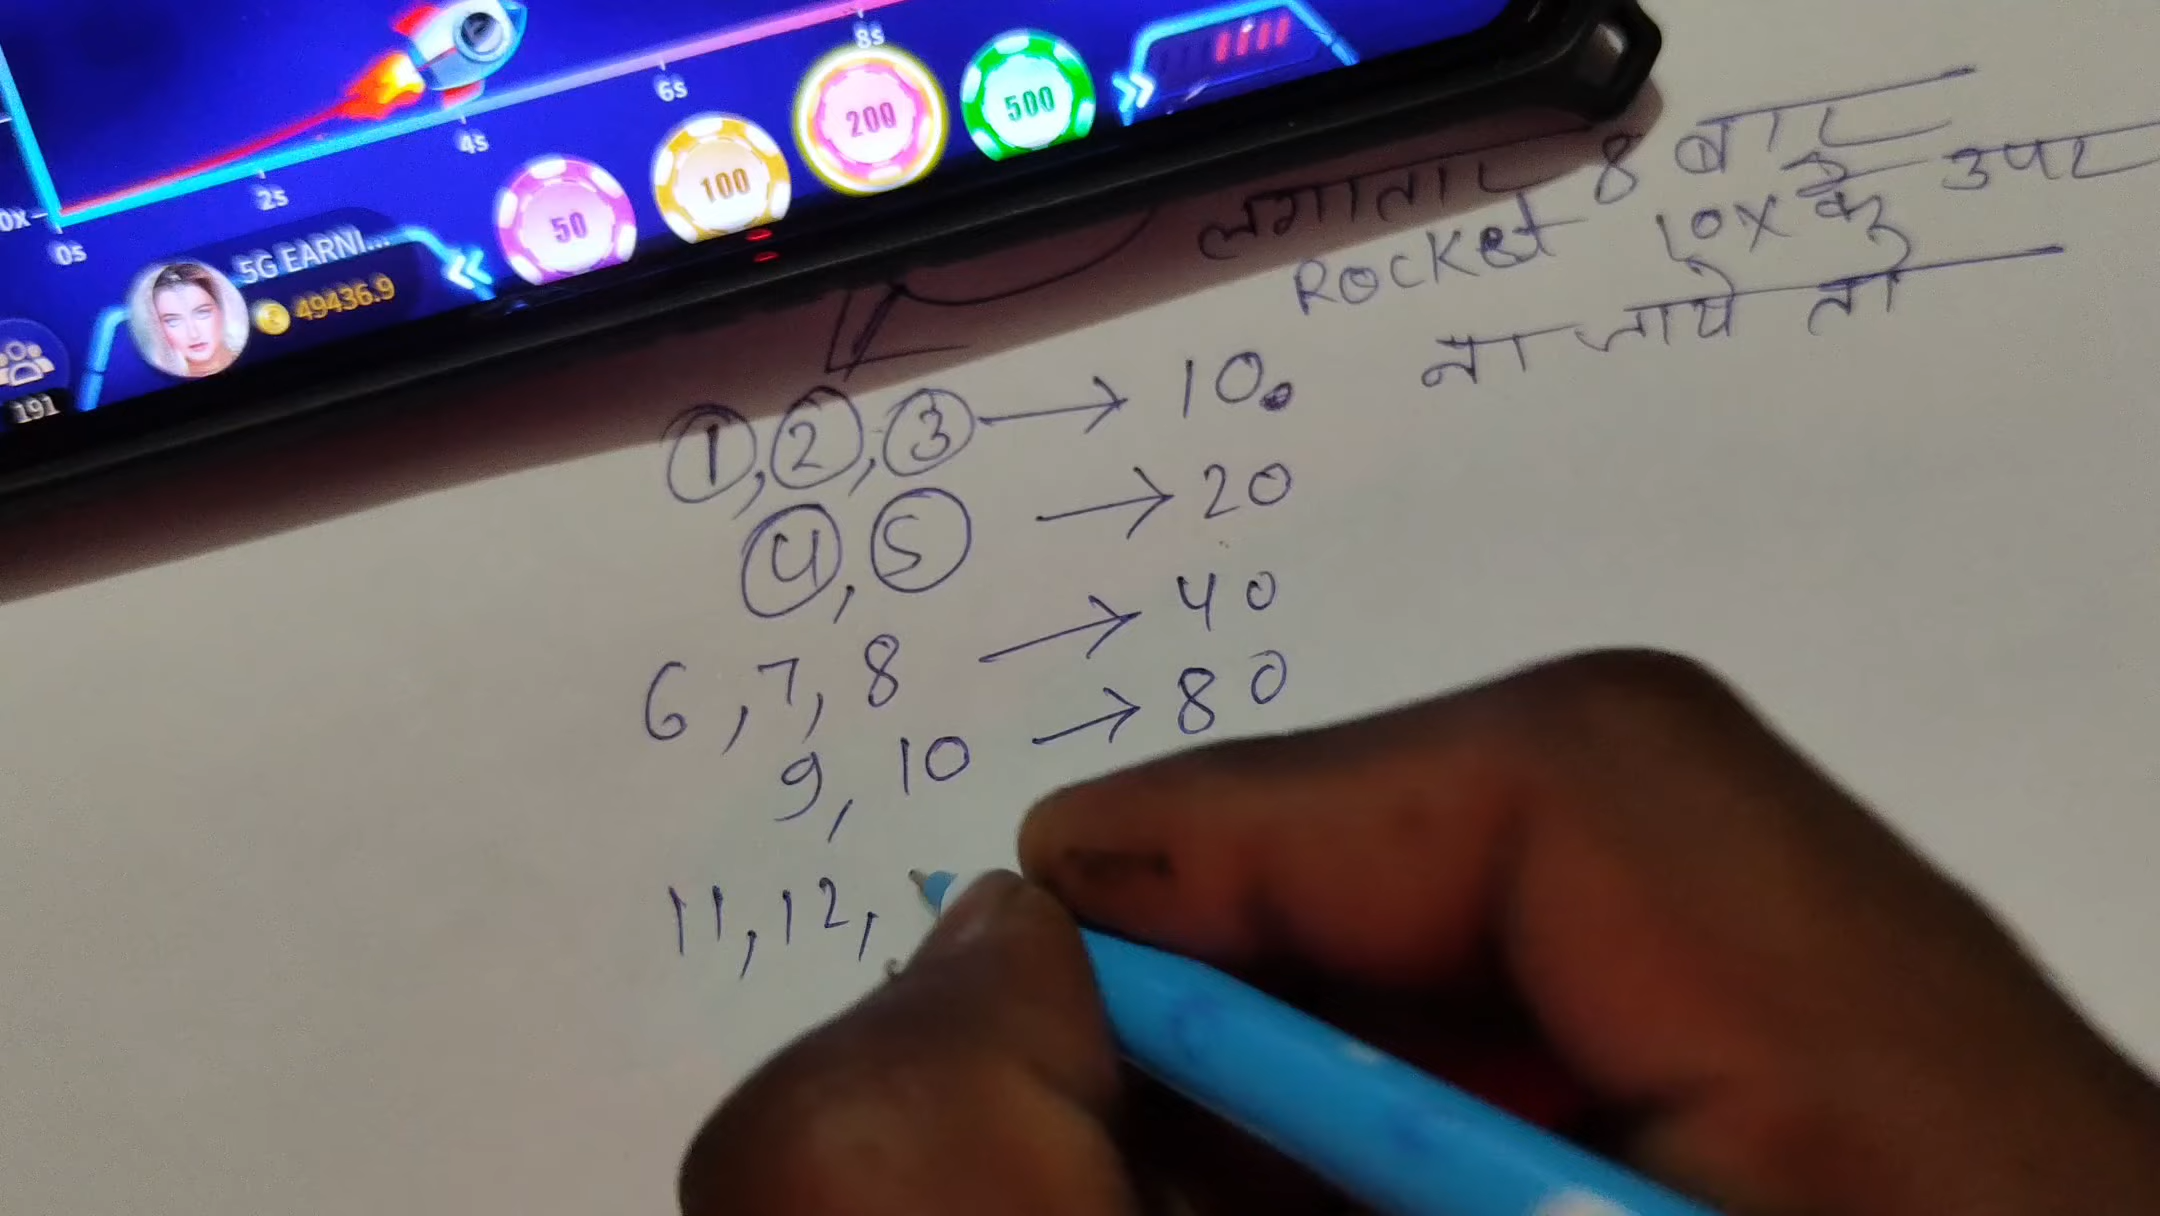 8s
6s
4s
2s
0s
0x
50
100
200
500
5G EARNI...
49436.9
191
लगातार 8 बार
ROCKET 10X के उपर
ना जाये तो
1, 2, 3 → 10
4, 5 → 20
6, 7, 8 → 40
9, 10 → 80
11, 12,